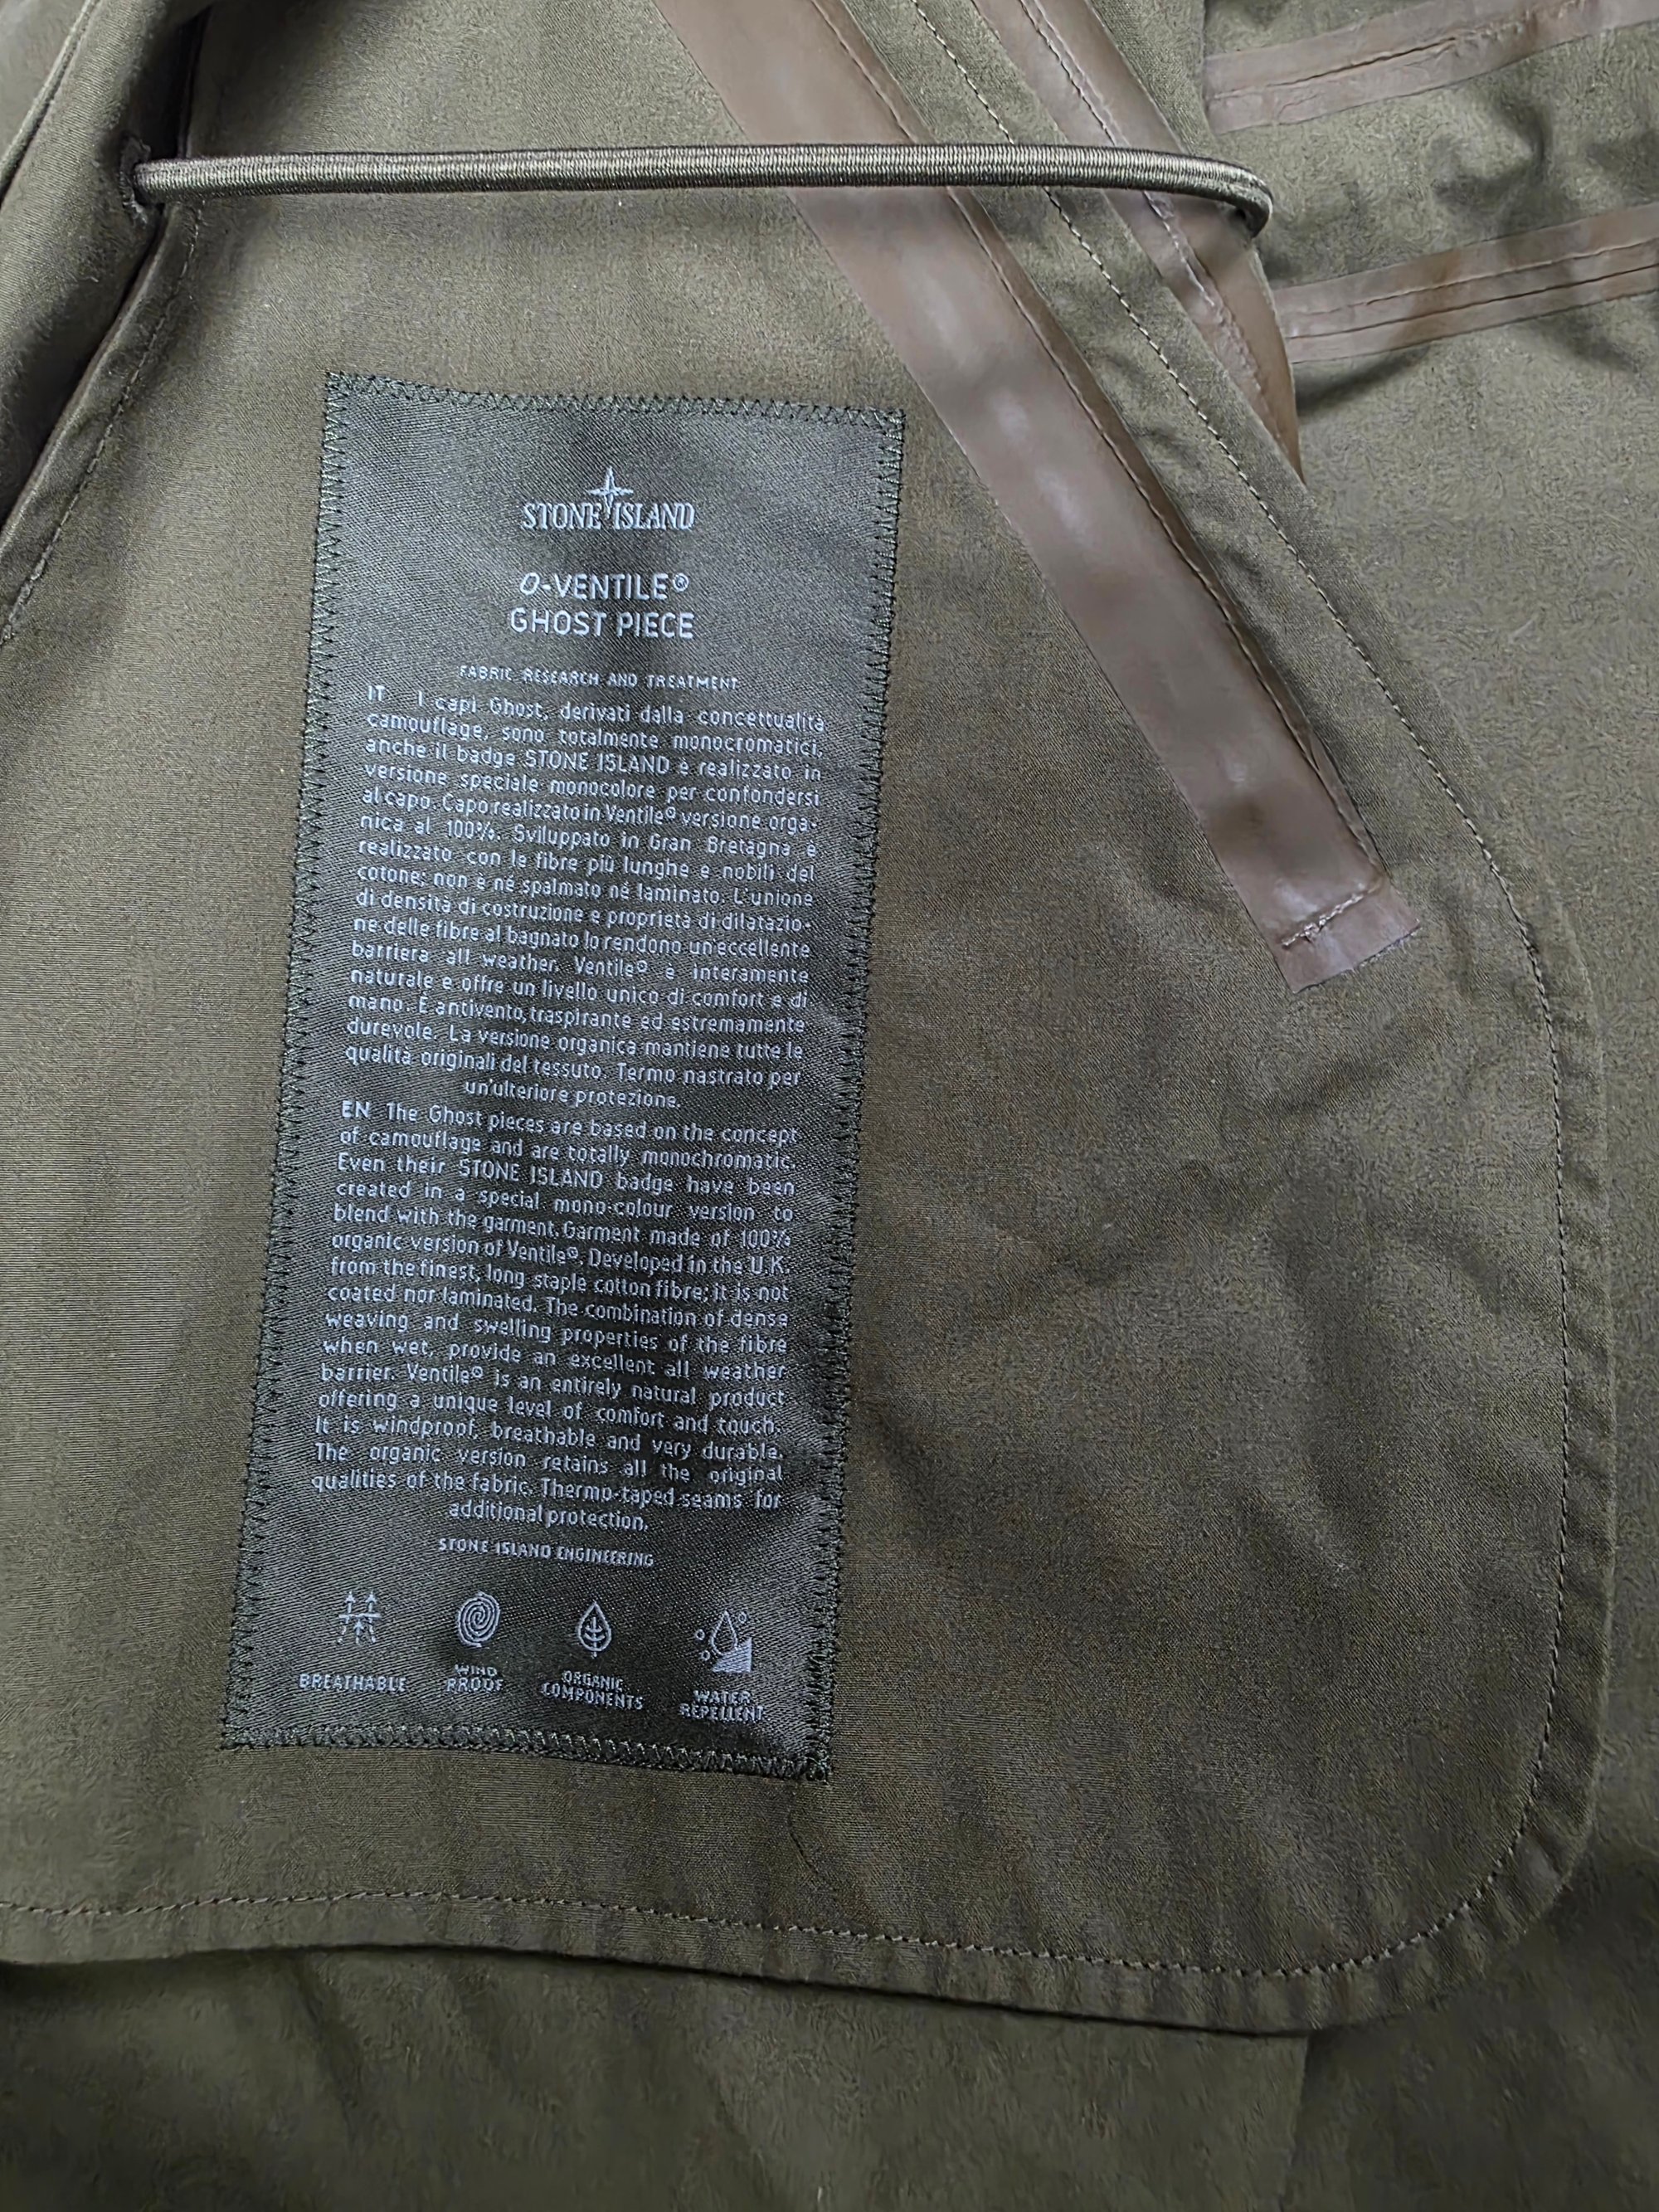 STONE ISLAND
O-VENTILE®
GHOST PIECE
FABRIC RESEARCH AND TREATMENT
IT I capi Ghost, derivati dalla concettualità
camouflage, sono totalmente monocromatici,
anche il badge STONE ISLAND è realizzato in
versione speciale monocolore per confondersi
al capo. Capo realizzato in Ventile® versione orga-
nica al 100%. Sviluppato in Gran Bretagna è
realizzato con le fibre più lunghe e nobili del
cotone; non è né spalmato né laminato. L'unione
di densità di costruzione e proprietà di dilatazio-
ne delle fibre al bagnato lo rendono un'eccellente
barriera all weather. Ventile® è interamente
naturale e offre un livello unico di comfort e di
mano. È antivento, traspirante ed estremamente
durevole. La versione organica mantiene tutte le
qualità originali del tessuto. Termo nastrato per
un'ulteriore protezione.
EN The Ghost pieces are based on the concept
of camouflage and are totally monochromatic.
Even their STONE ISLAND badge have been
created in a special mono-colour version to
blend with the garment. Garment made of 100%
organic version of Ventile®. Developed in the U.K.
from the finest, long staple cotton fibre; it is not
coated nor laminated. The combination of dense
weaving and swelling properties of the fibre
when wet, provide an excellent all weather
barrier. Ventile® is an entirely natural product
offering a unique level of comfort and touch.
It is windproof, breathable and very durable.
The organic version retains all the original
qualities of the fabric. Thermo-taped seams for
additional protection.
STONE ISLAND ENGINEERING
BREATHABLE
WIND
PROOF
ORGANIC
COMPONENTS
WATER
REPELLENT